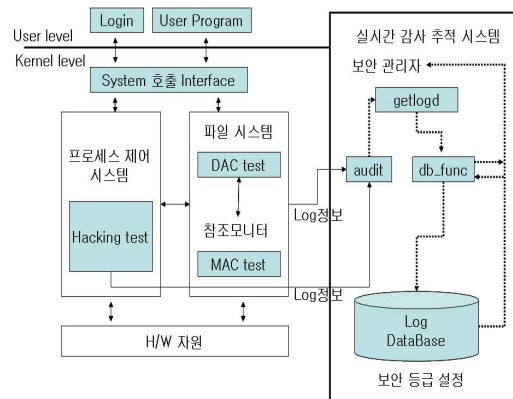 Login
User Program
User level
Kernel level
System 호출 Interface
프로세스 제어
시스템
Hacking test
파일 시스템
DAC test
참조모니터
MAC test
H/W 자원
Log정보
Log정보
실시간 감사 추적 시스템
보안 관리자
getlogd
audit
db_func
Log
DataBase
보안 등급 설정